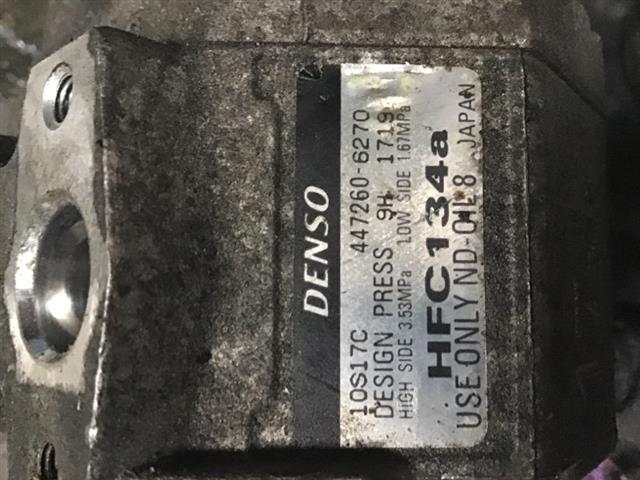 DENSO
10S17C 447260-6270
DESIGN PRESS 9H 1719
HIGH SIDE 3.53MPa LOW SIDE 1.67MPa
HFC134a
USE ONLY ND-OIL8 JAPAN